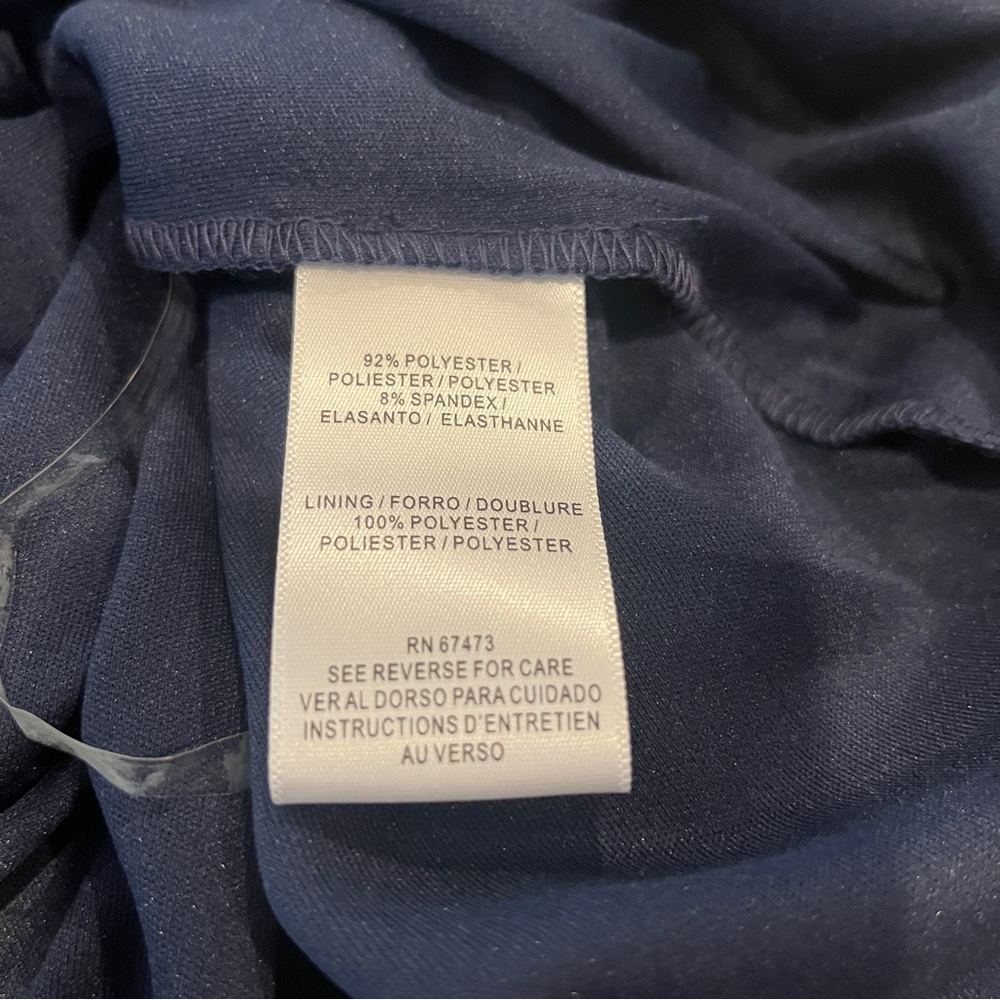 92% POLYESTER /
POLIESTER / POLYESTER
8% SPANDEX /
ELASANTO / ELASTHANNE
LINING / FORRO / DOUBLURE
100% POLYESTER /
POLIESTER / POLYESTER
RN 67473
SEE REVERSE FOR CARE
VER AL DORSO PARA CUIDADO
INSTRUCTIONS D'ENTRETIEN
AU VERSO